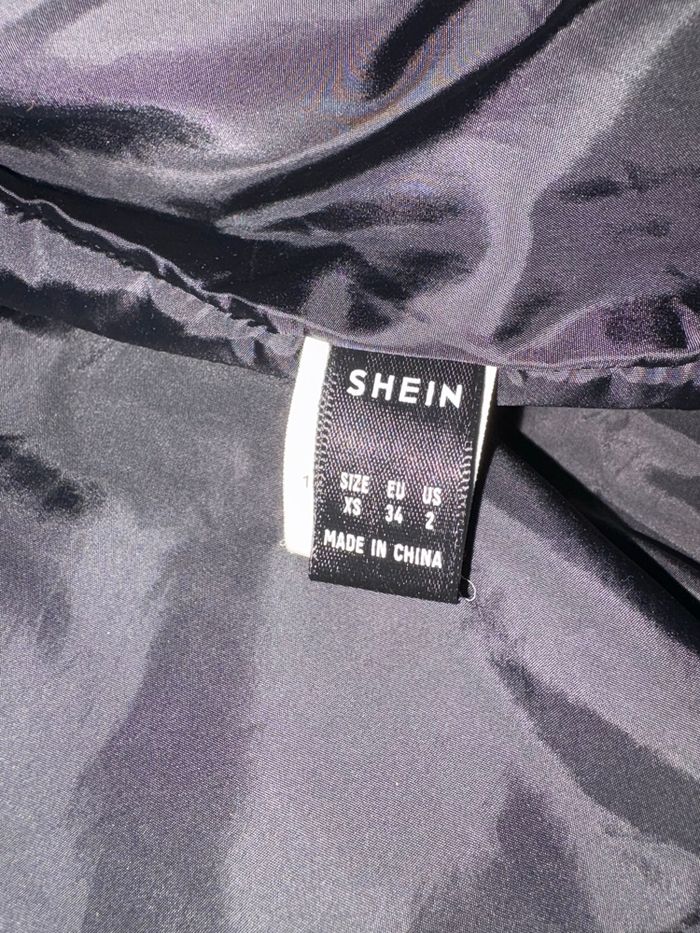 SHEIN
SIZE EU US
XS 34 2
MADE IN CHINA